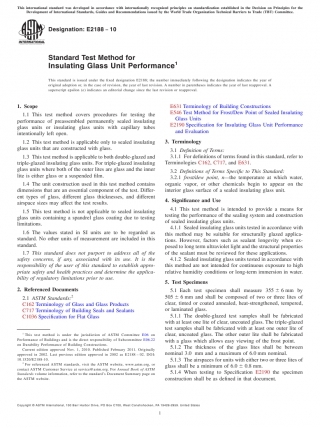 This international standard was developed in accordance with internationally recognized principles on standardization established in the Decision on Principles for the
Development of International Standards, Guides and Recommendations issued by the World Trade Organization Technical Barriers to Trade (TBT) Committee.
Designation: E2188 − 10
INTERNATIONAL
Standard Test Method for
Insulating Glass Unit Performance1
This standard is issued under the fixed designation E2188; the number immediately following the designation indicates the year of
original adoption or, in the case of revision, the year of last revision. A number in parentheses indicates the year of last reapproval. A
superscript epsilon (ε) indicates an editorial change since the last revision or reapproval.
1. Scope
1.1 This test method covers procedures for testing the
performance of preassembled permanently sealed insulating
glass units or insulating glass units with capillary tubes
intentionally left open.
1.2 This test method is applicable only to sealed insulating
glass units that are constructed with glass.
1.3 This test method is applicable to both double-glazed and
triple-glazed insulating glass units. For triple-glazed insulating
glass units where both of the outer lites are glass and the inner
lite is either glass or a suspended film.
1.4 The unit construction used in this test method contains
dimensions that are an essential component of the test. Differ-
ent types of glass, different glass thicknesses, and different
airspace sizes may affect the test results.
1.5 This test method is not applicable to sealed insulating
glass units containing a spandrel glass coating due to testing
limitations.
1.6 The values stated in SI units are to be regarded as
standard. No other units of measurement are included in this
standard.
1.7 This standard does not purport to address all of the
safety concerns, if any, associated with its use. It is the
responsibility of the user of this standard to establish appro-
priate safety and health practices and determine the applica-
bility of regulatory limitations prior to use.
2. Referenced Documents
2.1 ASTM Standards:2
C162 Terminology of Glass and Glass Products
C717 Terminology of Building Seals and Sealants
C1036 Specification for Flat Glass
1 This test method is under the jurisdiction of ASTM Committee E06 on
Performance of Buildings and is the direct responsibility of Subcommittee E06.22
on Durability Performance of Building Constructions.
Current edition approved Nov. 1, 2010. Published February 2011. Originally
approved in 2002. Last previous edition approved in 2002 as E2188 – 02. DOI:
10.1520/E2188-10.
2 For referenced ASTM standards, visit the ASTM website, www.astm.org, or
contact ASTM Customer Service at service@astm.org. For Annual Book of ASTM
Standards volume information, refer to the standard's Document Summary page on
the ASTM website.
E631 Terminology of Building Constructions
E546 Test Method for Frost/Dew Point of Sealed Insulating
Glass Units
E2190 Specification for Insulating Glass Unit Performance
and Evaluation
3. Terminology
3.1 Definition of Terms:
3.1.1 For definitions of terms found in this standard, refer to
Terminologies C162, C717, and E631.
3.2 Definitions of Terms Specific to This Standard:
3.2.1 frost/dew point, n—the temperature at which water,
organic vapor, or other chemicals begin to appear on the
interior glass surface of a sealed insulating glass unit.
4. Significance and Use
4.1 This test method is intended to provide a means for
testing the performance of the sealing system and construction
of sealed insulating glass units.
4.1.1 Sealed insulating glass units tested in accordance with
this method may be suitable for structurally glazed applica-
tions. However, factors such as sealant longevity when ex-
posed to long term ultraviolet light and the structural properties
of the sealant must be reviewed for these applications.
4.1.2 Sealed insulating glass units tested in accordance with
this method are not intended for continuous exposure to high
relative humidity conditions or long-term immersion in water.
5. Test Specimens
5.1 Each test specimen shall measure 355 ± 6 mm by
505 ± 6 mm and shall be composed of two or three lites of
clear, tinted or coated annealed, heat-strengthened, tempered,
or laminated glass.
5.1.1 The double-glazed test samples shall be fabricated
with at least one lite of clear, uncoated glass. The triple-glazed
test samples shall be fabricated with at least one outer lite of
clear, uncoated glass. The other outer lite shall be fabricated
with a glass which allows easy viewing of the frost point.
5.1.2 The thickness of the glass lites shall be between
nominal 3.0 mm and a maximum of 6.0 mm nominal.
5.1.3 The airspaces for units with either two or three lites of
glass shall be a minimum of 6.0 ± 0.8 mm.
5.1.4 When testing to Specification E2190 the specimen
construction shall be as defined in that document.
Copyright © ASTM International, 100 Barr Harbor Drive, PO Box C700, West Conshohocken, PA 19428-2959. United States
1